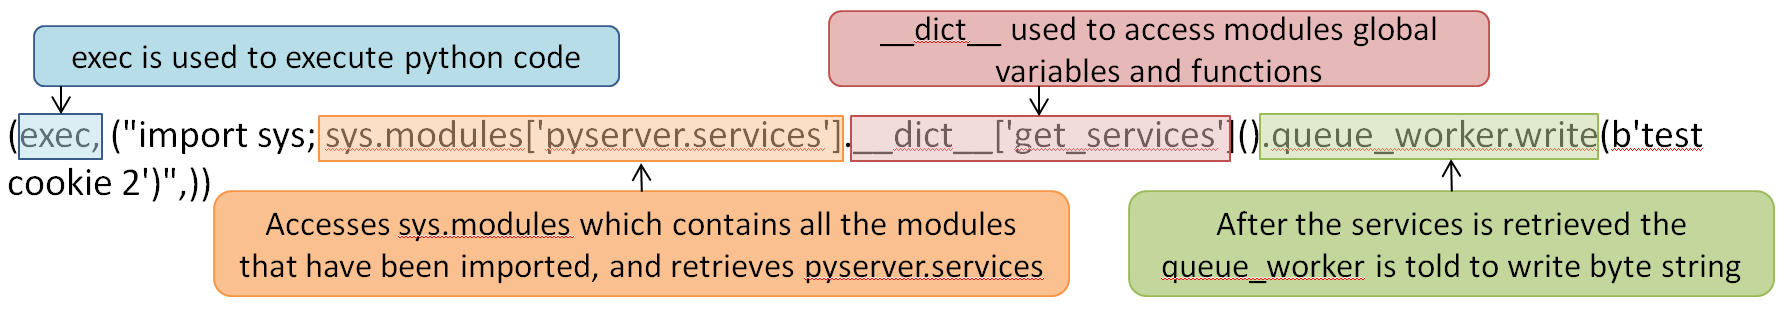 exec is used to execute python code
__dict__ used to access modules global
variables and functions
(exec, ("import sys; sys.modules['pyserver.services'].__dict__['get_services']().queue_worker.write(b'test
cookie 2')",))
Accesses sys.modules which contains all the modules
that have been imported, and retrieves pyserver.services
After the services is retrieved the
queue_worker is told to write byte string